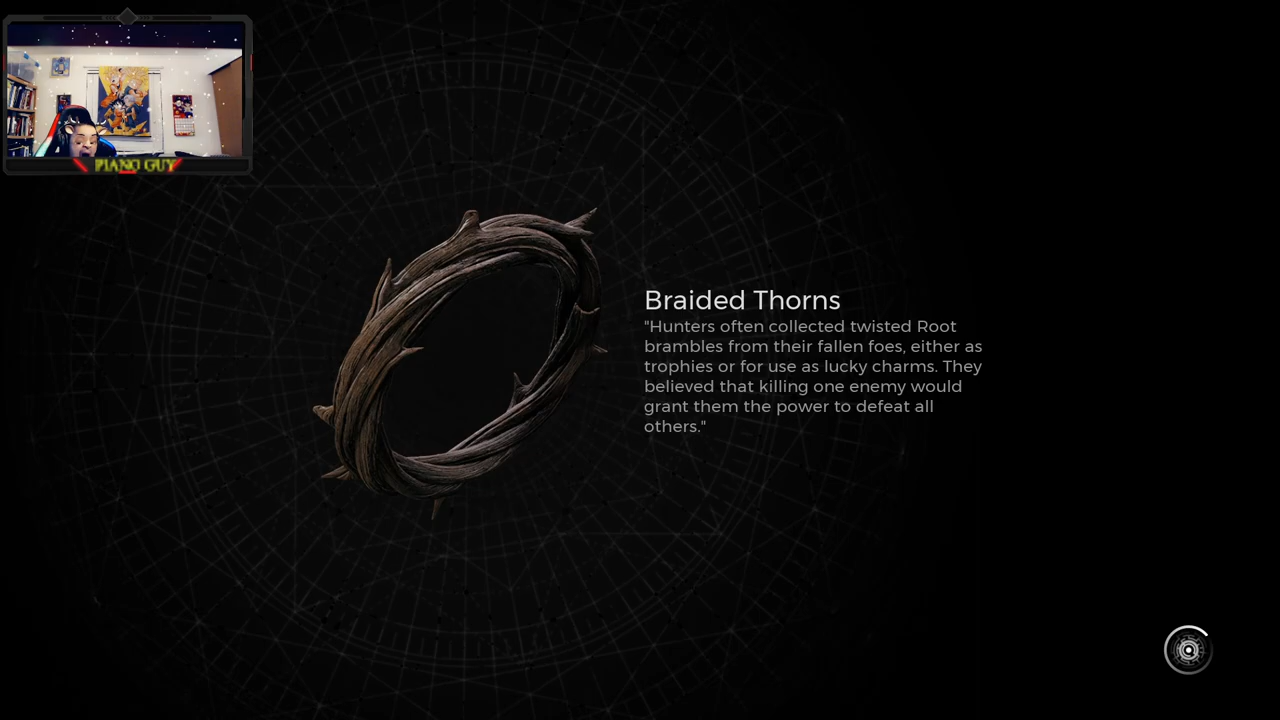 PIANO GUY
Braided Thorns
"Hunters often collected twisted Root
brambles from their fallen foes, either as
trophies or for use as lucky charms. They
believed that killing one enemy would
grant them the power to defeat all
others."